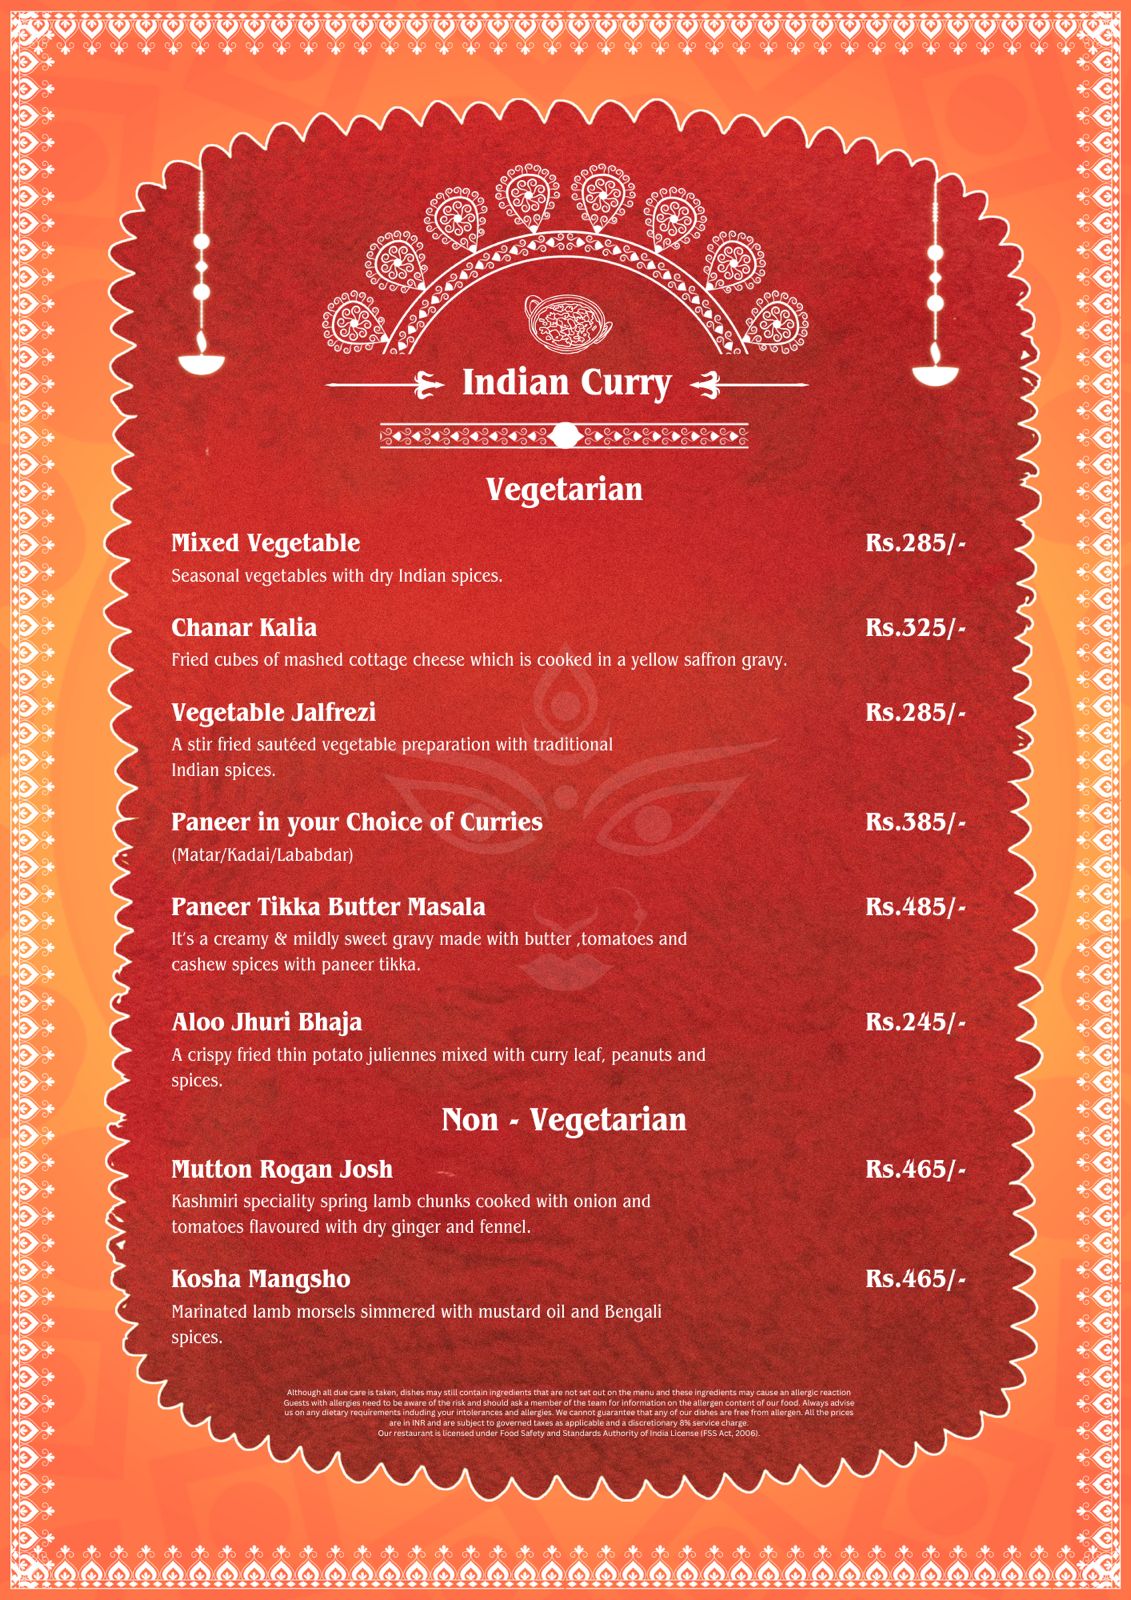 Indian Curry
Vegetarian
Mixed Vegetable Rs.285/-
Seasonal vegetables with dry Indian spices.
Chanar Kalia Rs.325/-
Fried cubes of mashed cottage cheese which is cooked in a yellow saffron gravy.
Vegetable Jalfrezi Rs.285/-
A stir fried sautéed vegetable preparation with traditional
Indian spices.
Paneer in your Choice of Curries Rs.385/-
(Matar/Kadai/Lababdar)
Paneer Tikka Butter Masala Rs.485/-
It's a creamy & mildly sweet gravy made with butter ,tomatoes and
cashew spices with paneer tikka.
Aloo Jhuri Bhaja Rs.245/-
A crispy fried thin potato juliennes mixed with curry leaf, peanuts and
spices.
Non - Vegetarian
Mutton Rogan Josh Rs.465/-
Kashmiri speciality spring lamb chunks cooked with onion and
tomatoes flavoured with dry ginger and fennel.
Kosha Mangsho Rs.465/-
Marinated lamb morsels simmered with mustard oil and Bengali
spices.
Although all due care is taken, dishes may still contain ingredients that are not set out on the menu and these ingredients may cause an allergic reaction
Guests with allergies need to be aware of the risk and should ask a member of the team for information on the allergen content of our food. Always advise
us on any dietary requirements including your intolerances and allergies. We cannot guarantee that any of our dishes are free from allergen. All the prices
are in INR and are subject to governed taxes as applicable and a discretionary 8% service charge.
Our restaurant is licensed under Food Safety and Standards Authority of India License (FSS Act, 2006).